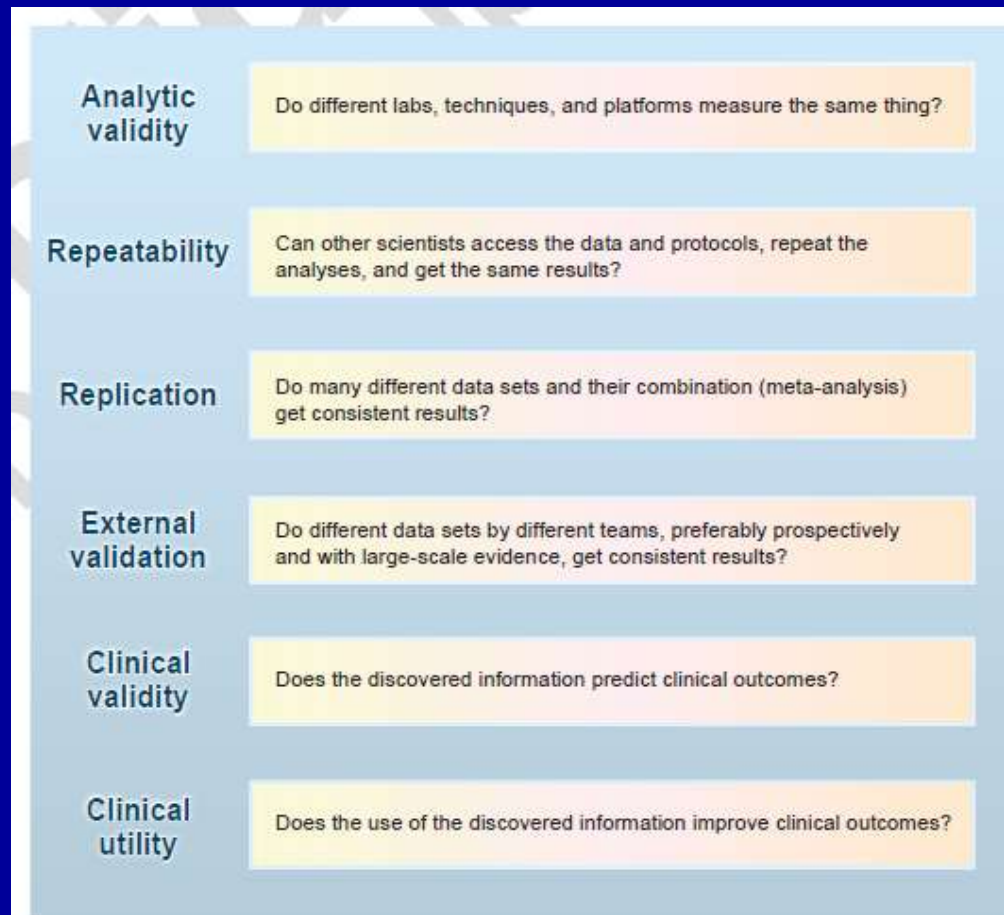 Analytic
validity
Do different labs, techniques, and platforms measure the same thing?
Repeatability
Can other scientists access the data and protocols, repeat the
analyses, and get the same results?
Replication
Do many different data sets and their combination (meta-analysis)
get consistent results?
External
validation
Do different data sets by different teams, preferably prospectively
and with large-scale evidence, get consistent results?
Clinical
validity
Does the discovered information predict clinical outcomes?
Clinical
utility
Does the use of the discovered information improve clinical outcomes?